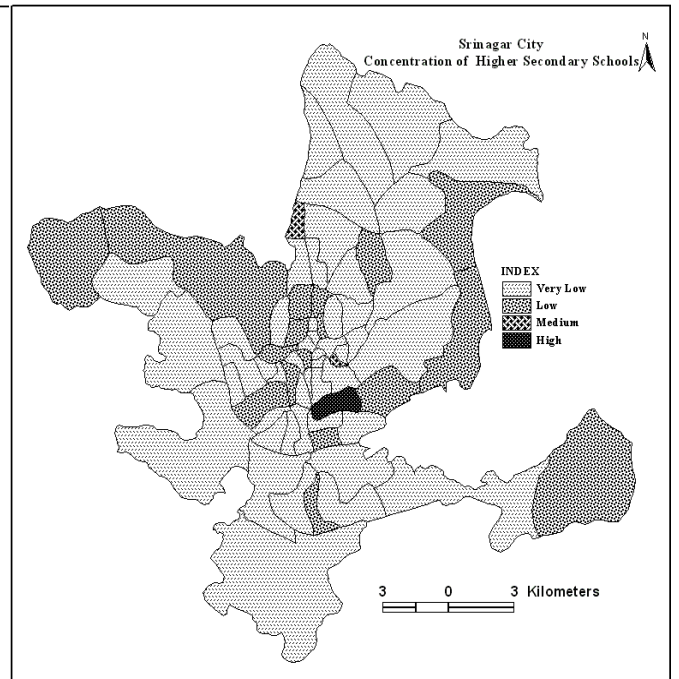 Srinagar City
Concentration of Higher Secondary Schools
N
INDEX
Very Low
Low
Medium
High
3 0 3 Kilometers